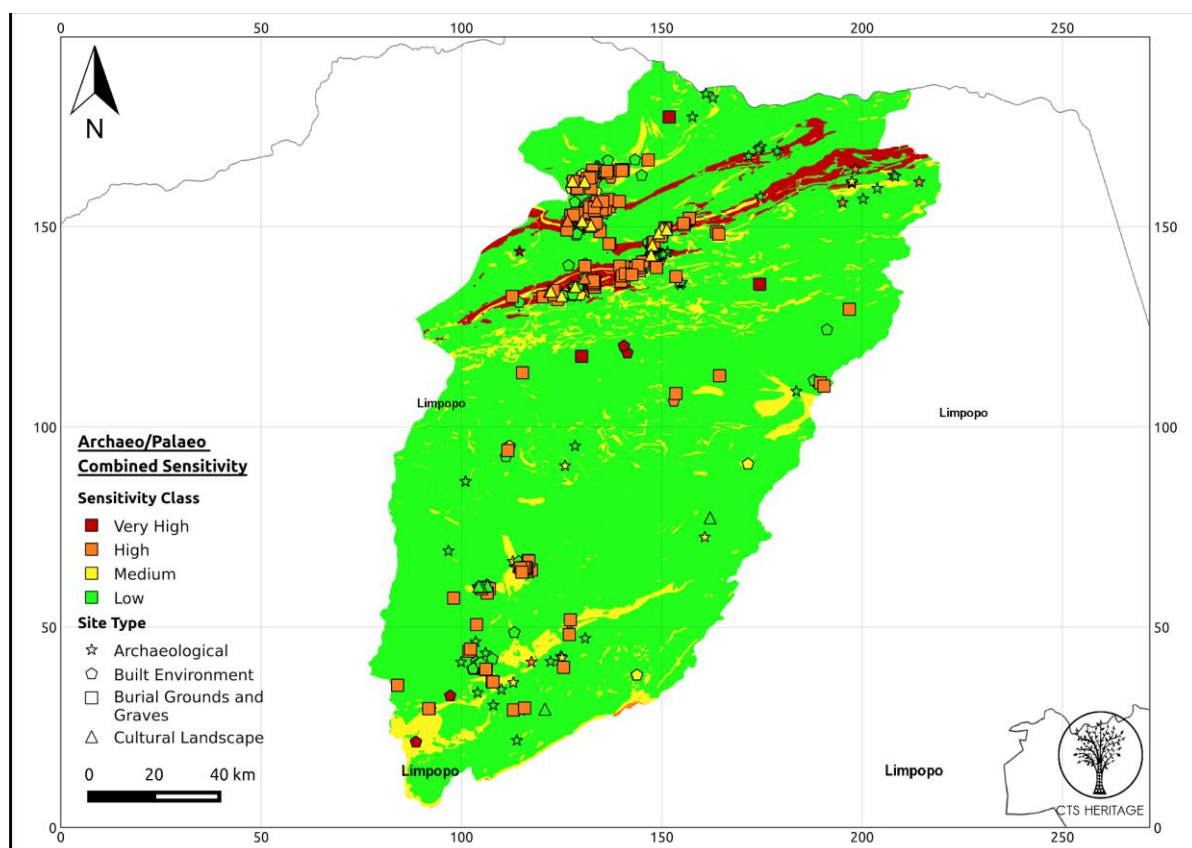 0 50 100 150 200 250
N
150 150
Limpopo
Limpopo
100 100
Archaeo/Palaeo
Combined Sensitivity
Sensitivity Class
Very High
High
Medium
Low
Site Type
Archaeological
Built Environment
Burial Grounds and
Graves
Cultural Landscape
50 50
0 20 40 km
Limpopo
Limpopo
CTS HERITAGE
0 0
0 50 100 150 200 250